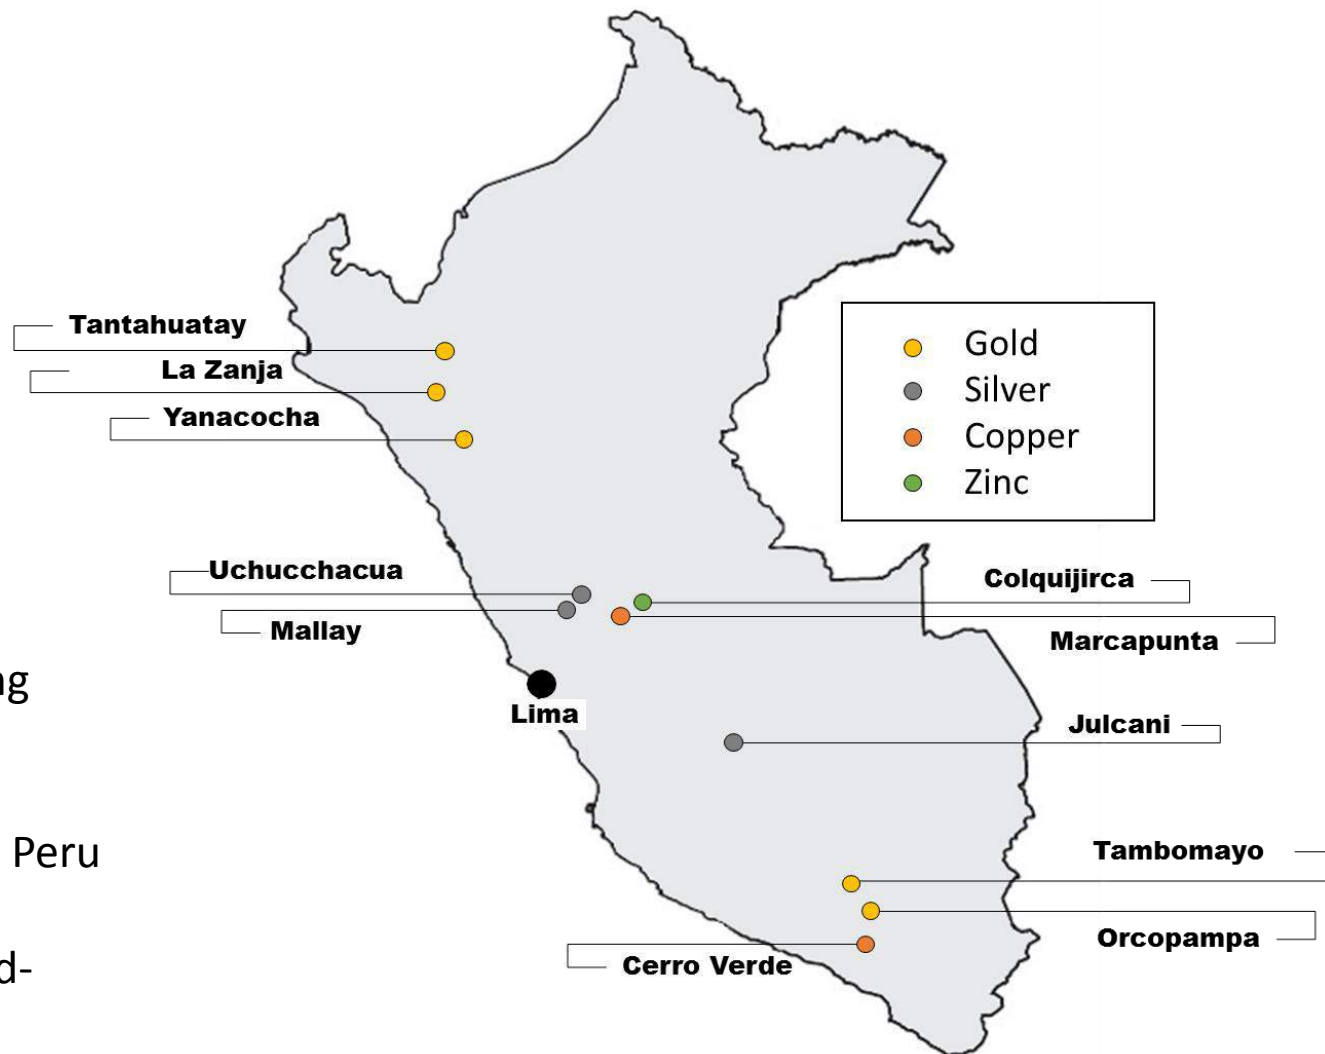 Tantahuatay
La Zanja
Yanacocha
Gold
Silver
Copper
Zinc
Uchucchacua
Mallay
Colquijirca
Marcapunta
ng
Lima
Julcani
Peru
Tambomayo
d-
Orcopampa
Cerro Verde